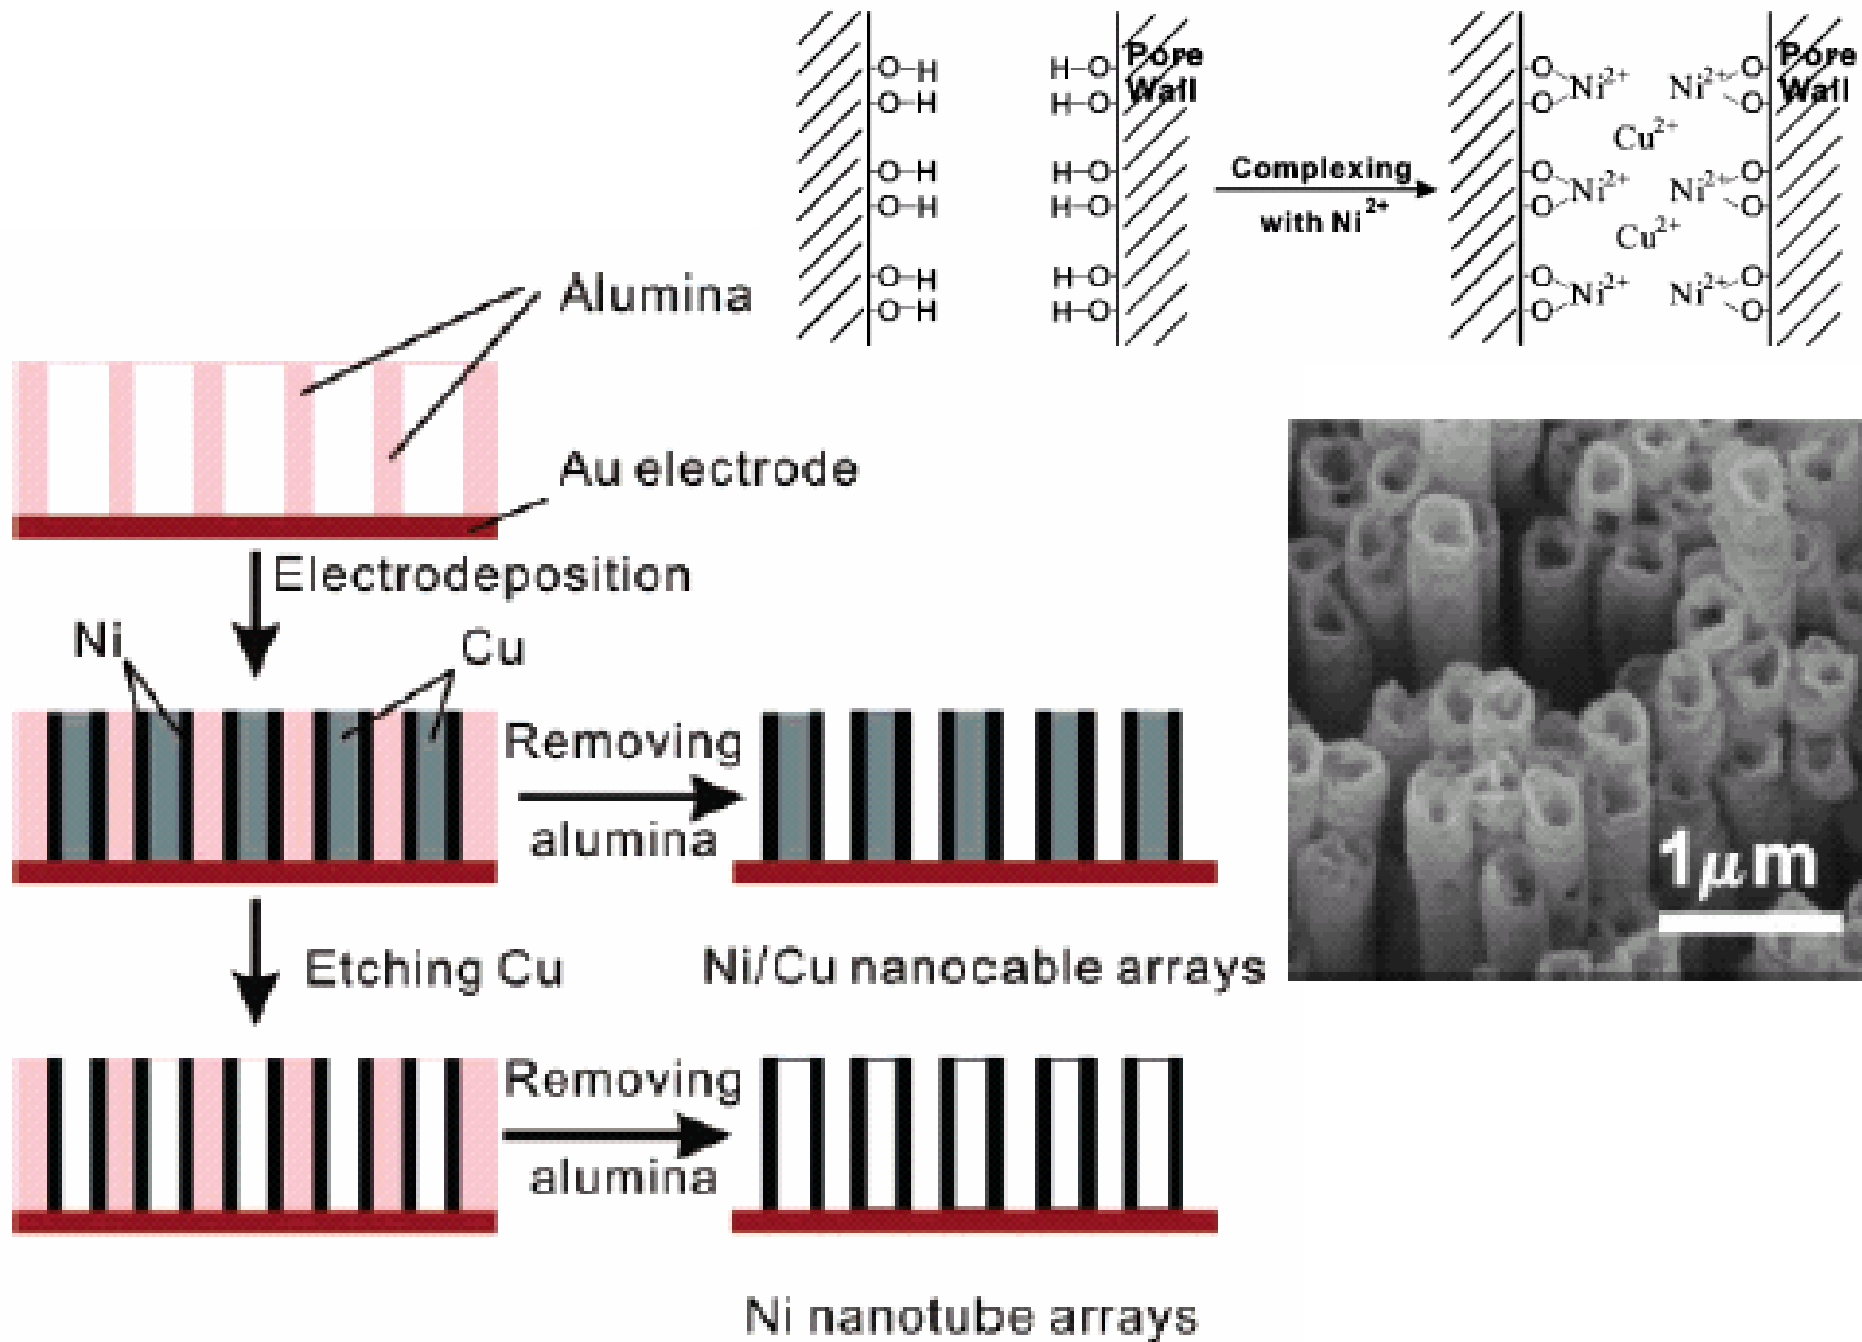 O-H H-O Pore
O-H H-O Wall
O-H H-O
O-H H-O
O-H H-O
O-H H-O
Complexing
with Ni²⁺
O Ni²⁺ Ni²⁺ O Pore
O O Wall
Cu²⁺
O Ni²⁺ Ni²⁺ O
O O
Cu²⁺
O Ni²⁺ Ni²⁺ O
O O
Alumina
Au electrode
Electrodeposition
Ni Cu
Removing
alumina
1μm
Etching Cu
Ni/Cu nanocable arrays
Removing
alumina
Ni nanotube arrays